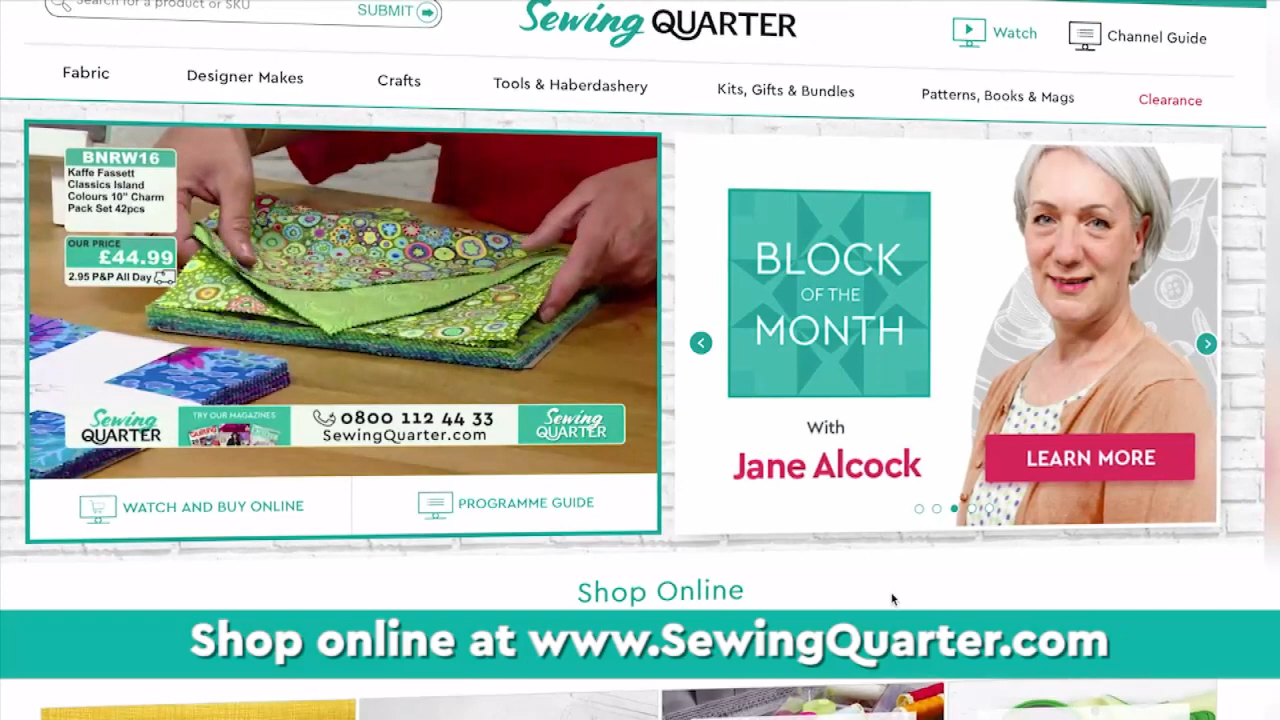 Search for a product or SKU
SUBMIT
Sewing QUARTER
Watch
Channel Guide
Fabric
Designer Makes
Crafts
Tools & Haberdashery
Kits, Gifts & Bundles
Patterns, Books & Mags
Clearance
BNRW16
Kaffe Fassett
Classics Island
Colours 10" Charm
Pack Set 42pcs
OUR PRICE
£44.99
2.95 P&P All Day
Sewing
QUARTER
TRY OUR MAGAZINES
0800 112 44 33
SewingQuarter.com
Sewing
QUARTER
WATCH AND BUY ONLINE
PROGRAMME GUIDE
BLOCK
OF THE
MONTH
With
Jane Alcock
LEARN MORE
Shop Online
Shop online at www.SewingQuarter.com